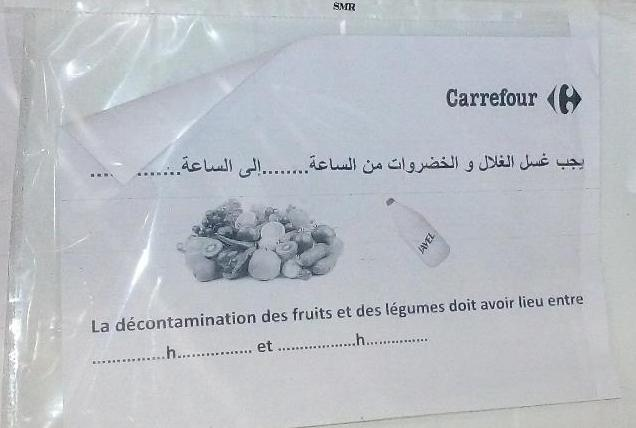 SMR
Carrefour
يجب غسل الغلال و الخضروات من الساعة........إلى الساعة............
JAVEL
La décontamination des fruits et des légumes doit avoir lieu entre
..............h............... et ...............h.............